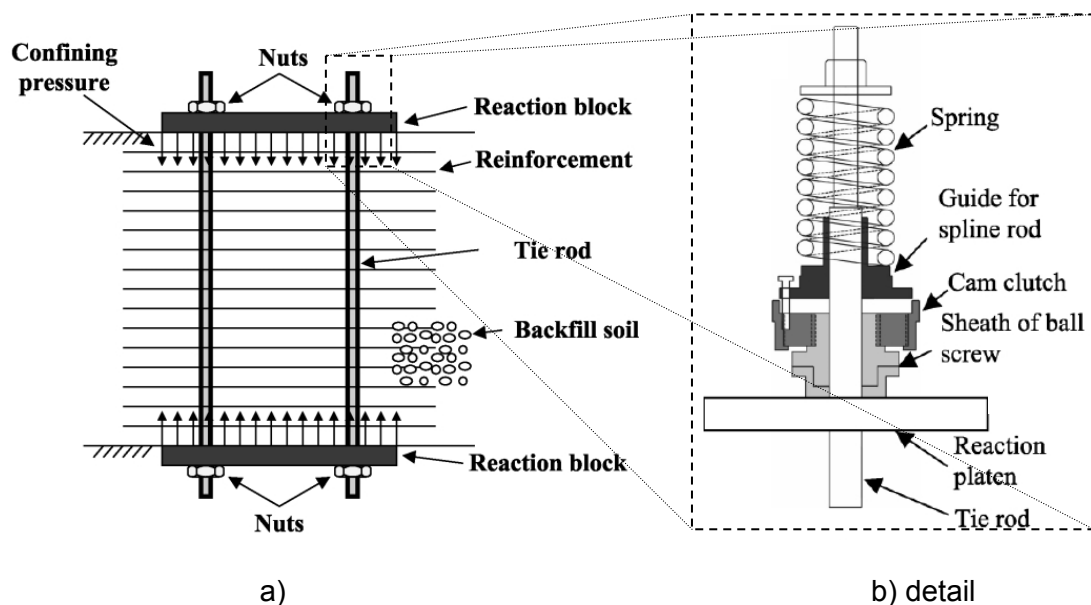 Confining
pressure
Nuts
Reaction block
Reinforcement
Tie rod
Backfill soil
Reaction block
Nuts
a)
Spring
Guide for
spline rod
Cam clutch
Sheath of ball
screw
Reaction
platen
Tie rod
b) detail